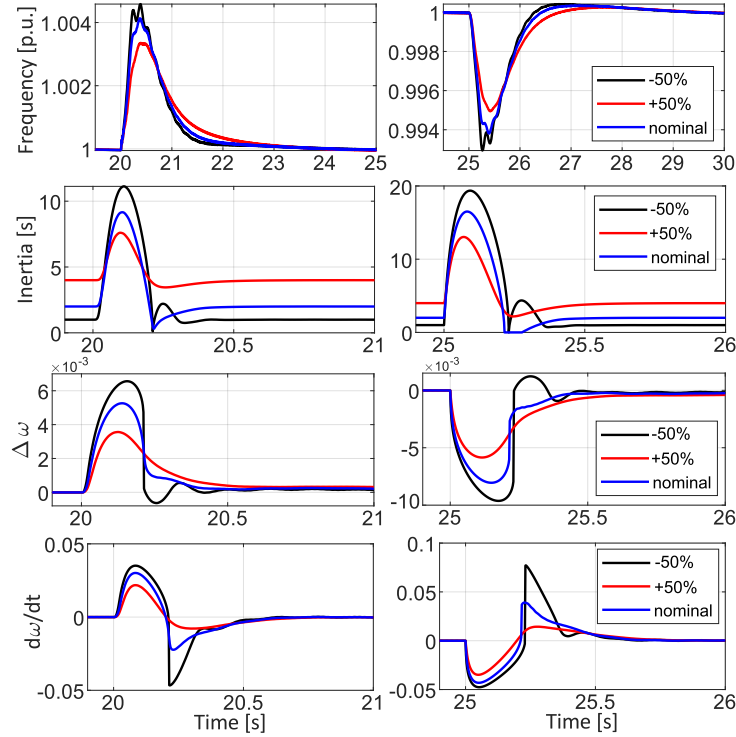 Frequency [p.u.]
1.004
1.002
1
20 21 22 23 24 25
1
0.998
0.996
0.994
25 26 27 28 29 30
-50%
+50%
nominal
Inertia [s]
10
5
0
20 20.5 21
20
10
0
25 25.5 26
-50%
+50%
nominal
×10⁻³
Δ ω
6
4
2
0
20 20.5 21
×10⁻³
0
-5
-10
25 25.5 26
-50%
+50%
nominal
dω/dt
0.05
0
-0.05
20 20.5 21
Time [s]
0.1
0.05
0
-0.05
25 25.5 26
Time [s]
-50%
+50%
nominal